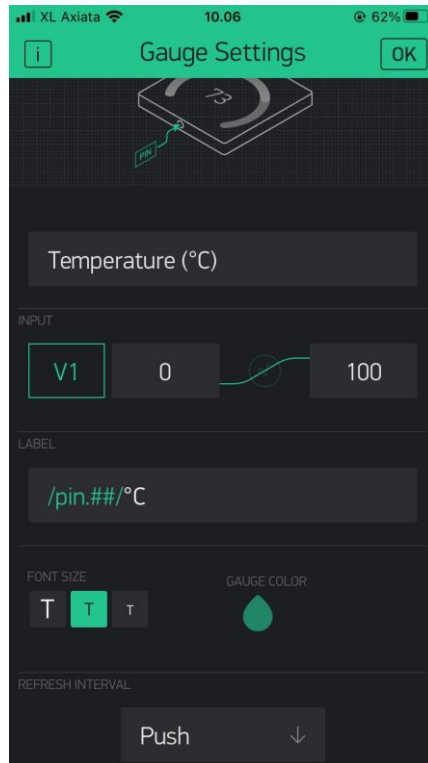 XL Axiata 10.06 62%
i Gauge Settings OK
73
PIN
Temperature (°C)
INPUT
V1 0 100
LABEL
/pin.##/°C
FONT SIZE GAUGE COLOR
T T T
REFRESH INTERVAL
Push